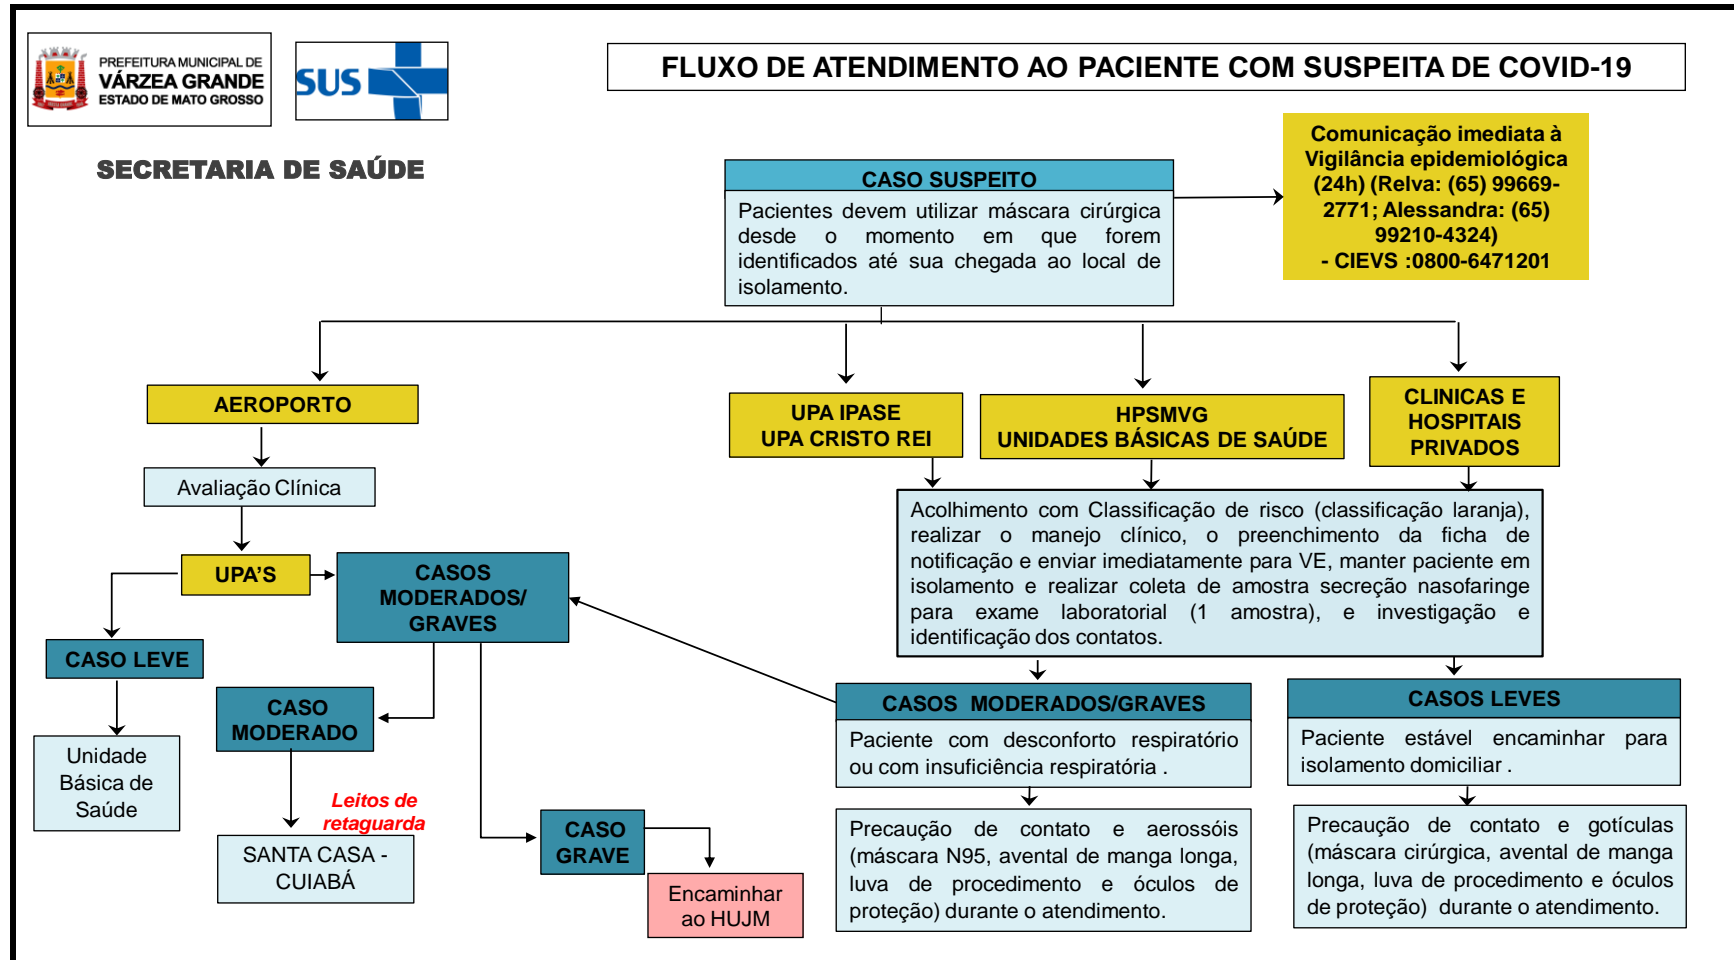 PREFEITURA MUNICIPAL DE
VÁRZEA GRANDE
ESTADO DE MATO GROSSO
SUS
SECRETARIA DE SAÚDE
FLUXO DE ATENDIMENTO AO PACIENTE COM SUSPEITA DE COVID-19
Comunicação imediata à
Vigilância epidemiológica
(24h) (Relva: (65) 99669-
2771; Alessandra: (65)
99210-4324)
- CIEVS :0800-6471201
CASO SUSPEITO
Pacientes devem utilizar máscara cirúrgica
desde o momento em que forem
identificados até sua chegada ao local de
isolamento.
AEROPORTO
Avaliação Clínica
UPA'S
CASO LEVE
Unidade
Básica de
Saúde
CASOS
MODERADOS/
GRAVES
CASO
MODERADO
Leitos de
retaguarda
SANTA CASA -
CUIABÁ
CASO
GRAVE
Encaminhar
ao HUJM
UPA IPASE
UPA CRISTO REI
HPSMVG
UNIDADES BÁSICAS DE SAÚDE
CLINICAS E
HOSPITAIS
PRIVADOS
Acolhimento com Classificação de risco (classificação laranja),
realizar o manejo clínico, o preenchimento da ficha de
notificação e enviar imediatamente para VE, manter paciente em
isolamento e realizar coleta de amostra secreção nasofaringe
para exame laboratorial (1 amostra), e investigação e
identificação dos contatos.
CASOS MODERADOS/GRAVES
Paciente com desconforto respiratório
ou com insuficiência respiratória .
Precaução de contato e aerossóis
(máscara N95, avental de manga longa,
luva de procedimento e óculos de
proteção) durante o atendimento.
CASOS LEVES
Paciente estável encaminhar para
isolamento domiciliar .
Precaução de contato e gotículas
(máscara cirúrgica, avental de manga
longa, luva de procedimento e óculos
de proteção) durante o atendimento.